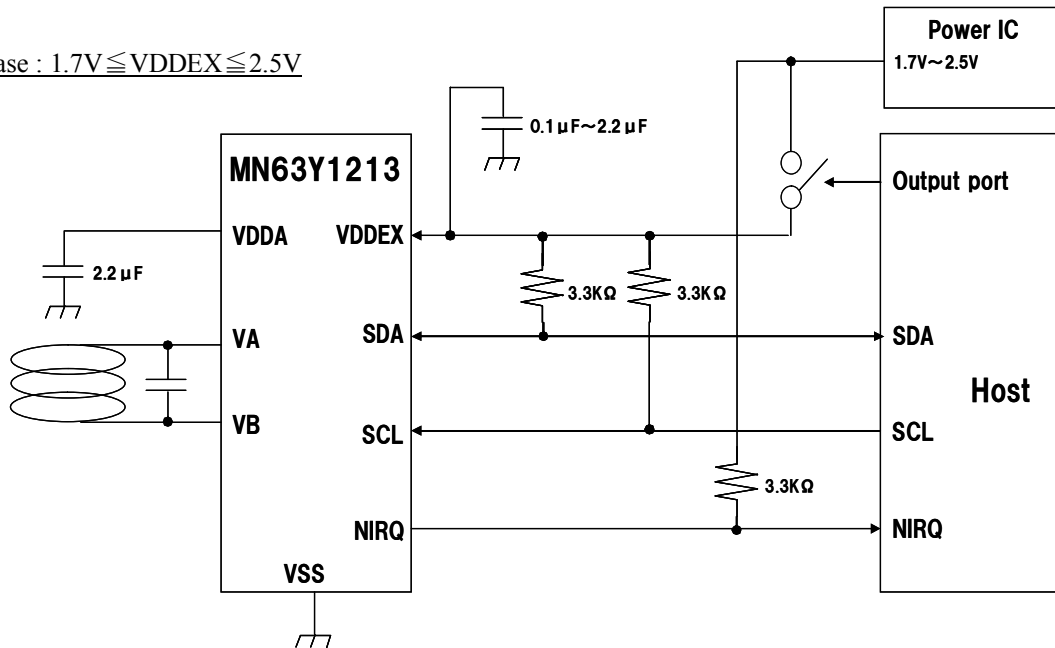 ase : 1.7V≦VDDEX≦2.5V
Power IC
1.7V～2.5V
0.1μF～2.2μF
MN63Y1213
Output port
VDDA
VDDEX
2.2μF
3.3KΩ
3.3KΩ
VA
SDA
SDA
Host
VB
SCL
SCL
3.3KΩ
NIRQ
NIRQ
VSS